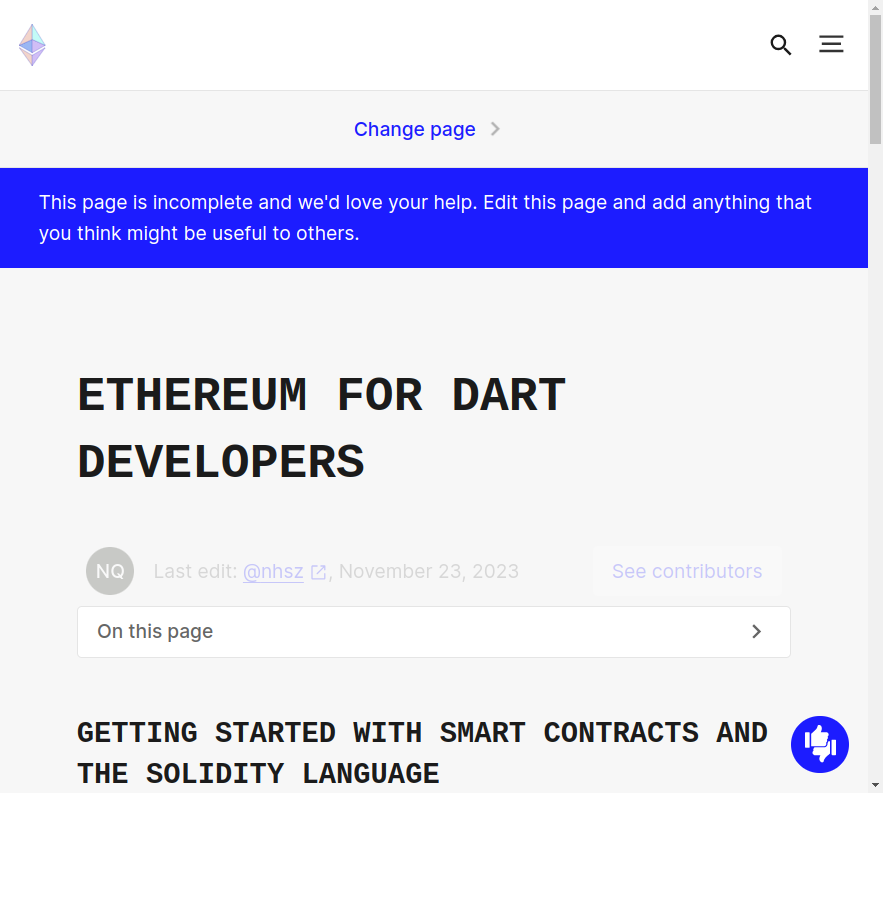 Change page
This page is incomplete and we'd love your help. Edit this page and add anything that
you think might be useful to others.
ETHEREUM FOR DART
DEVELOPERS
NQ
Last edit: @nhsz , November 23, 2023
See contributors
On this page
GETTING STARTED WITH SMART CONTRACTS AND
THE SOLIDITY LANGUAGE